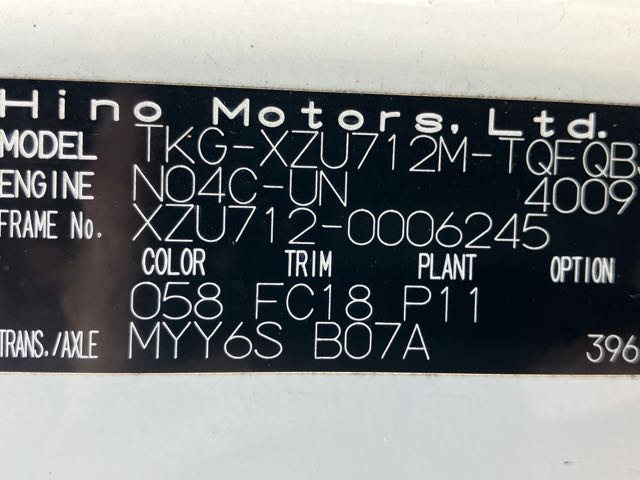 Hino Motors, Ltd.
MODEL TKG-XZU712M-TQFQB
ENGINE N04C-UN 4009
FRAME No. XZU712-0006245
COLOR TRIM PLANT OPTION
058 FC18 P11
TRANS./AXLE MYY6S B07A 396